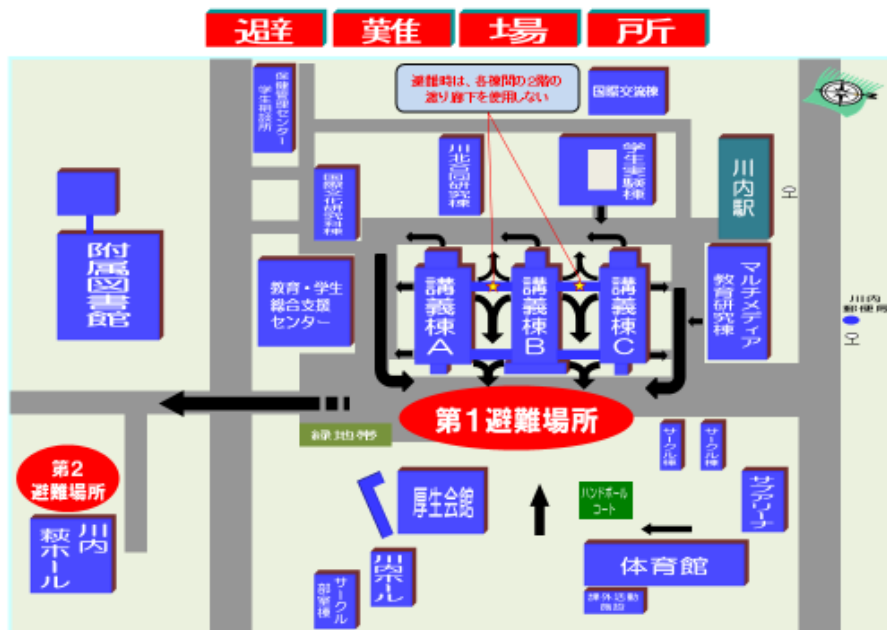 避難場所
避難時は、各棟間の2階の
渡り廊下を使用しない
国際交流棟
保健管理センター
学生相談所
川北合同研究棟
学生実験棟
川内駅
国際文化研究科棟
附属図書館
教育・学生
総合支援
センター
講義棟A
講義棟B
講義棟C
マルチメディア
教育研究棟
川内
郵便局
第1避難場所
緑地帯
サークル棟
サークル棟
第2
避難場所
厚生会館
ハンドボール
コート
サブアリーナ
川内
萩ホール
川内ホール
サークル
部室棟
体育館
課外活動
施設